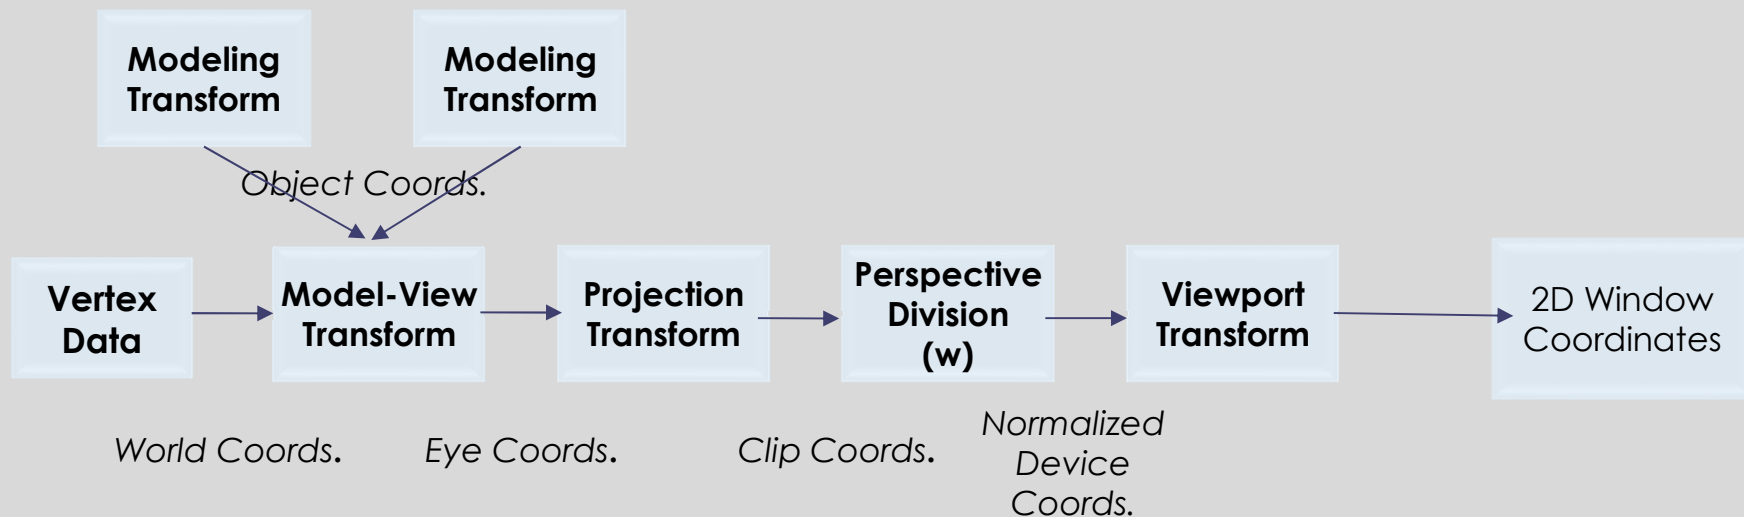 Modeling
Transform
Modeling
Transform
Object Coords.
Vertex
Data
Model-View
Transform
Projection
Transform
Perspective
Division
(w)
Viewport
Transform
2D Window
Coordinates
World Coords.
Eye Coords.
Clip Coords.
Normalized
Device
Coords.